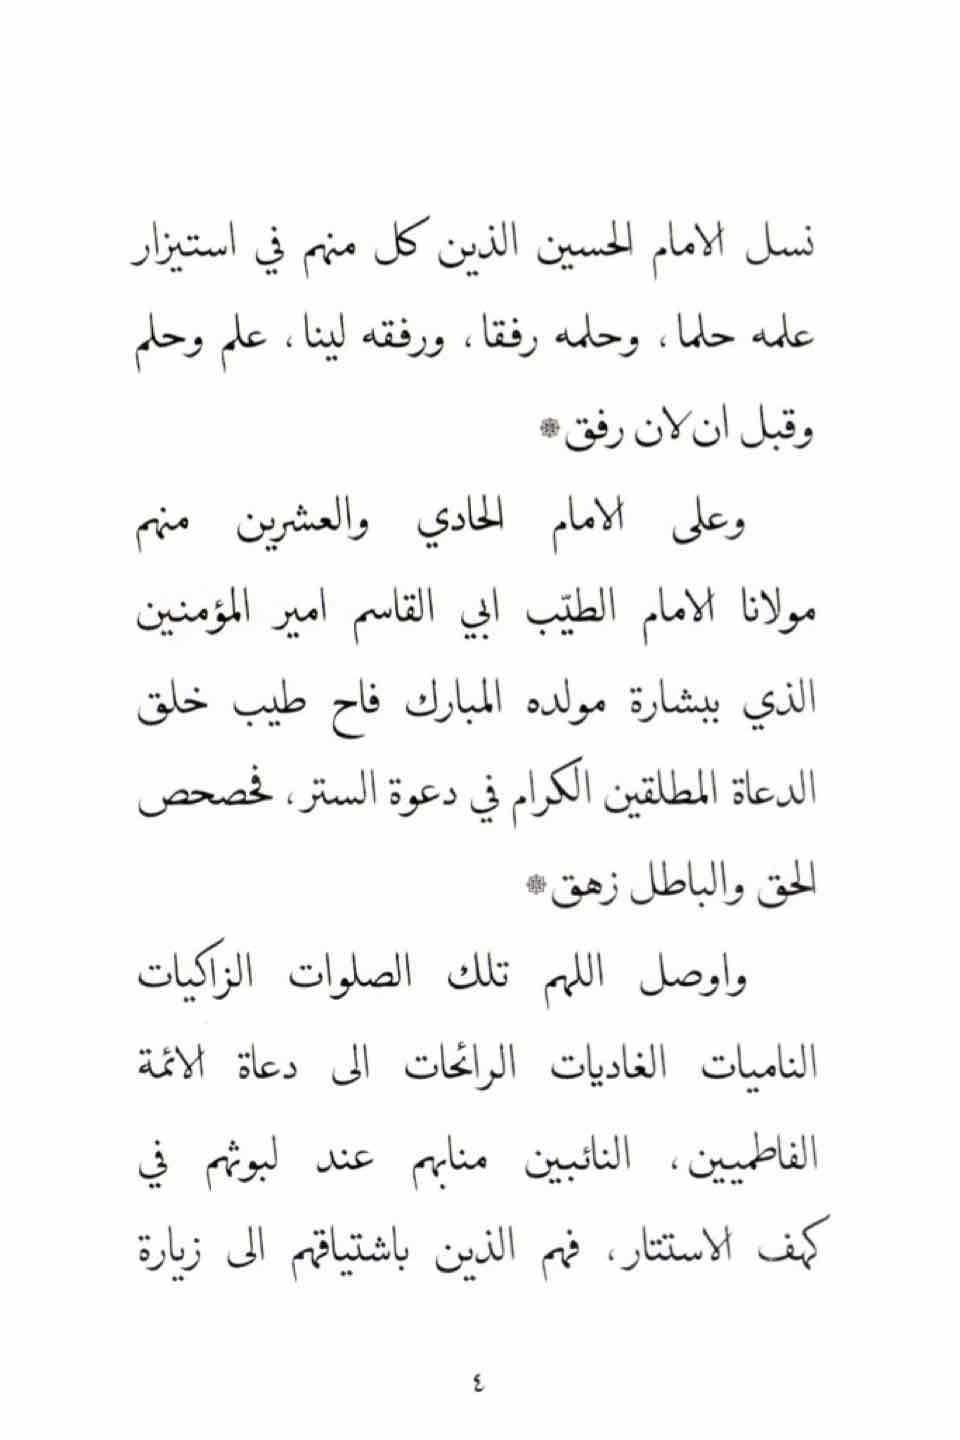 نسل الامام الحسين الذين كل منهم في استيزار
علمه حلما، وحلمه رفقا، ورفقه لينا، علم وحلم
وقبل ان لان رفق❁
وعلى الامام الحادي والعشرين منهم
مولانا الامام الطيّب ابي القاسم امير المؤمنين
الذي ببشارة مولده المبارك فاح طيب خلق
الدعاة المطلقين الكرام في دعوة الستر، فحصحص
الحق والباطل زهق❁
واوصل اللهم تلك الصلوات الزاكيات
الناميات الغاديات الرائحات الى دعاة الائمة
الفاطميين، النائبين منابهم عند لبوثهم في
كهف الاستتار، فهم الذين باشتياقهم الى زيارة
٤